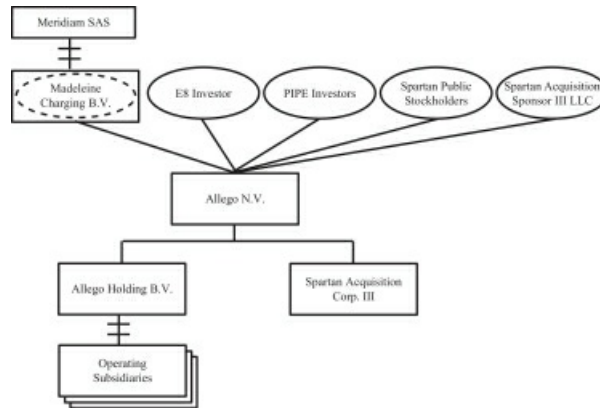 Meridiam SAS
Madeleine
Charging B.V.
E8 Investor
PIPE Investors
Spartan Public
Stockholders
Spartan Acquisition
Sponsor III LLC
Allego N.V.
Allego Holding B.V.
Spartan Acquisition
Corp. III
Operating
Subsidiaries